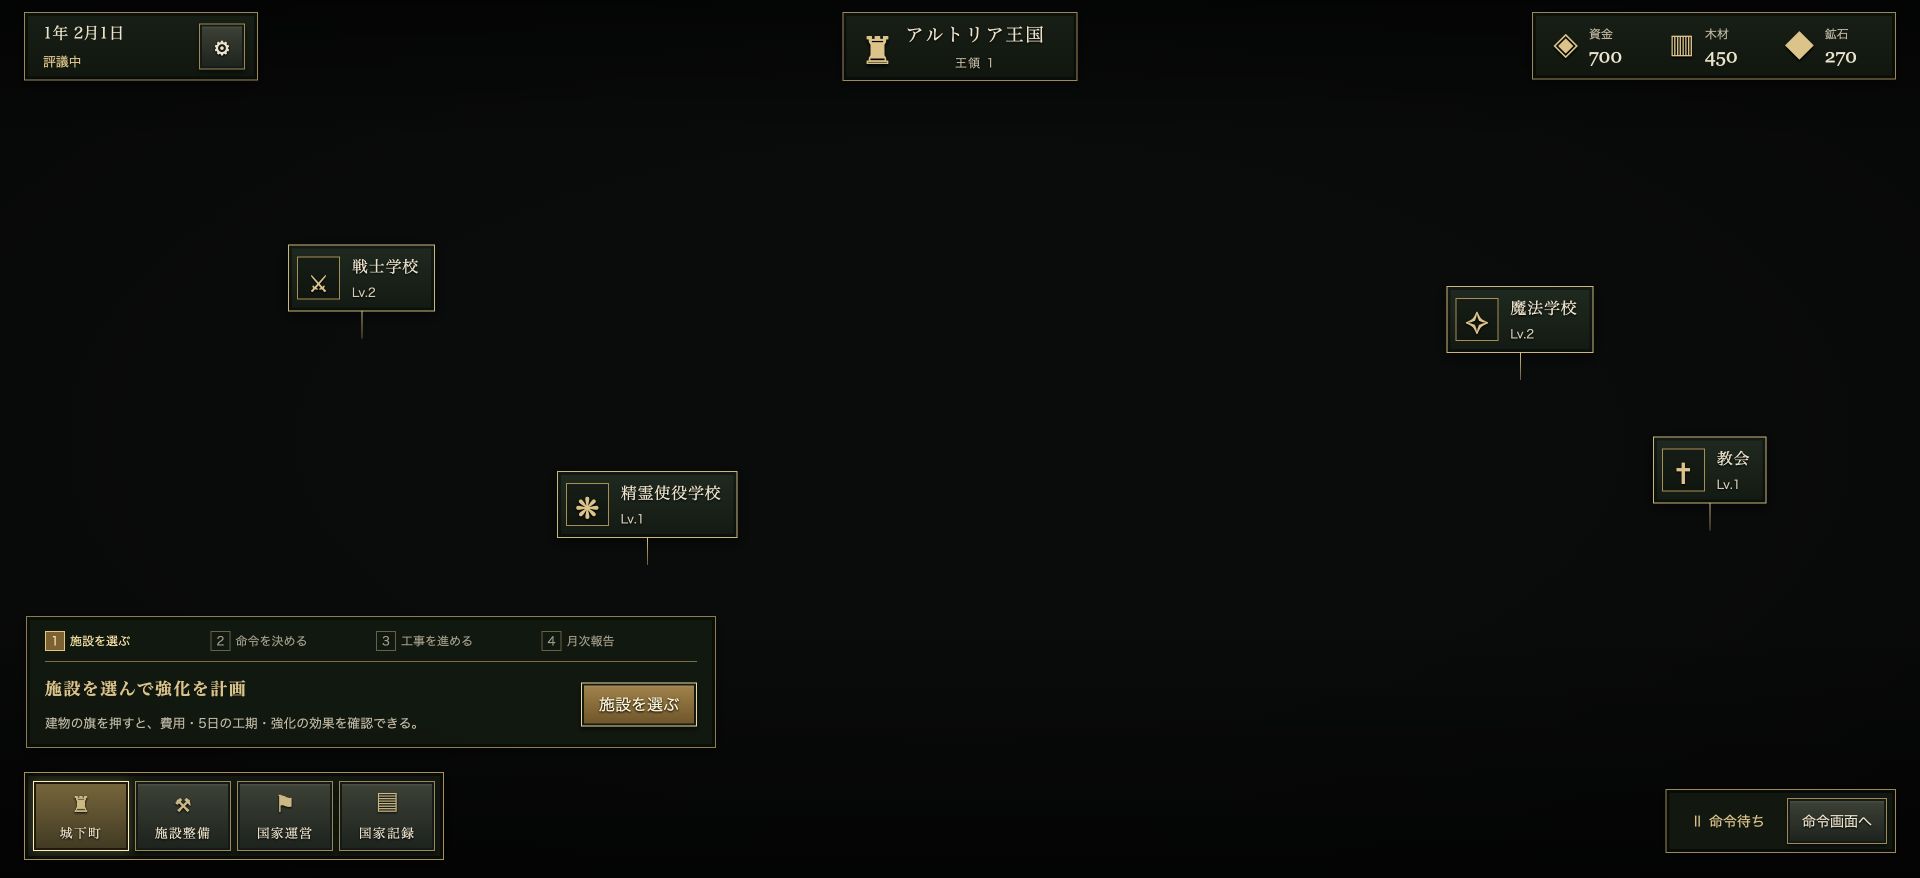 1年 2月1日
評議中
アルトリア王国
王領 1
資金
700
木材
450
鉱石
270
戦士学校
Lv.2
魔法学校
Lv.2
教会
Lv.1
精霊使役学校
Lv.1
1 施設を選ぶ
2 命令を決める
3 工事を進める
4 月次報告
施設を選んで強化を計画
建物の旗を押すと、費用・5日の工期・強化の効果を確認できる。
施設を選ぶ
城下町
施設整備
国家運営
国家記録
命令待ち
命令画面へ